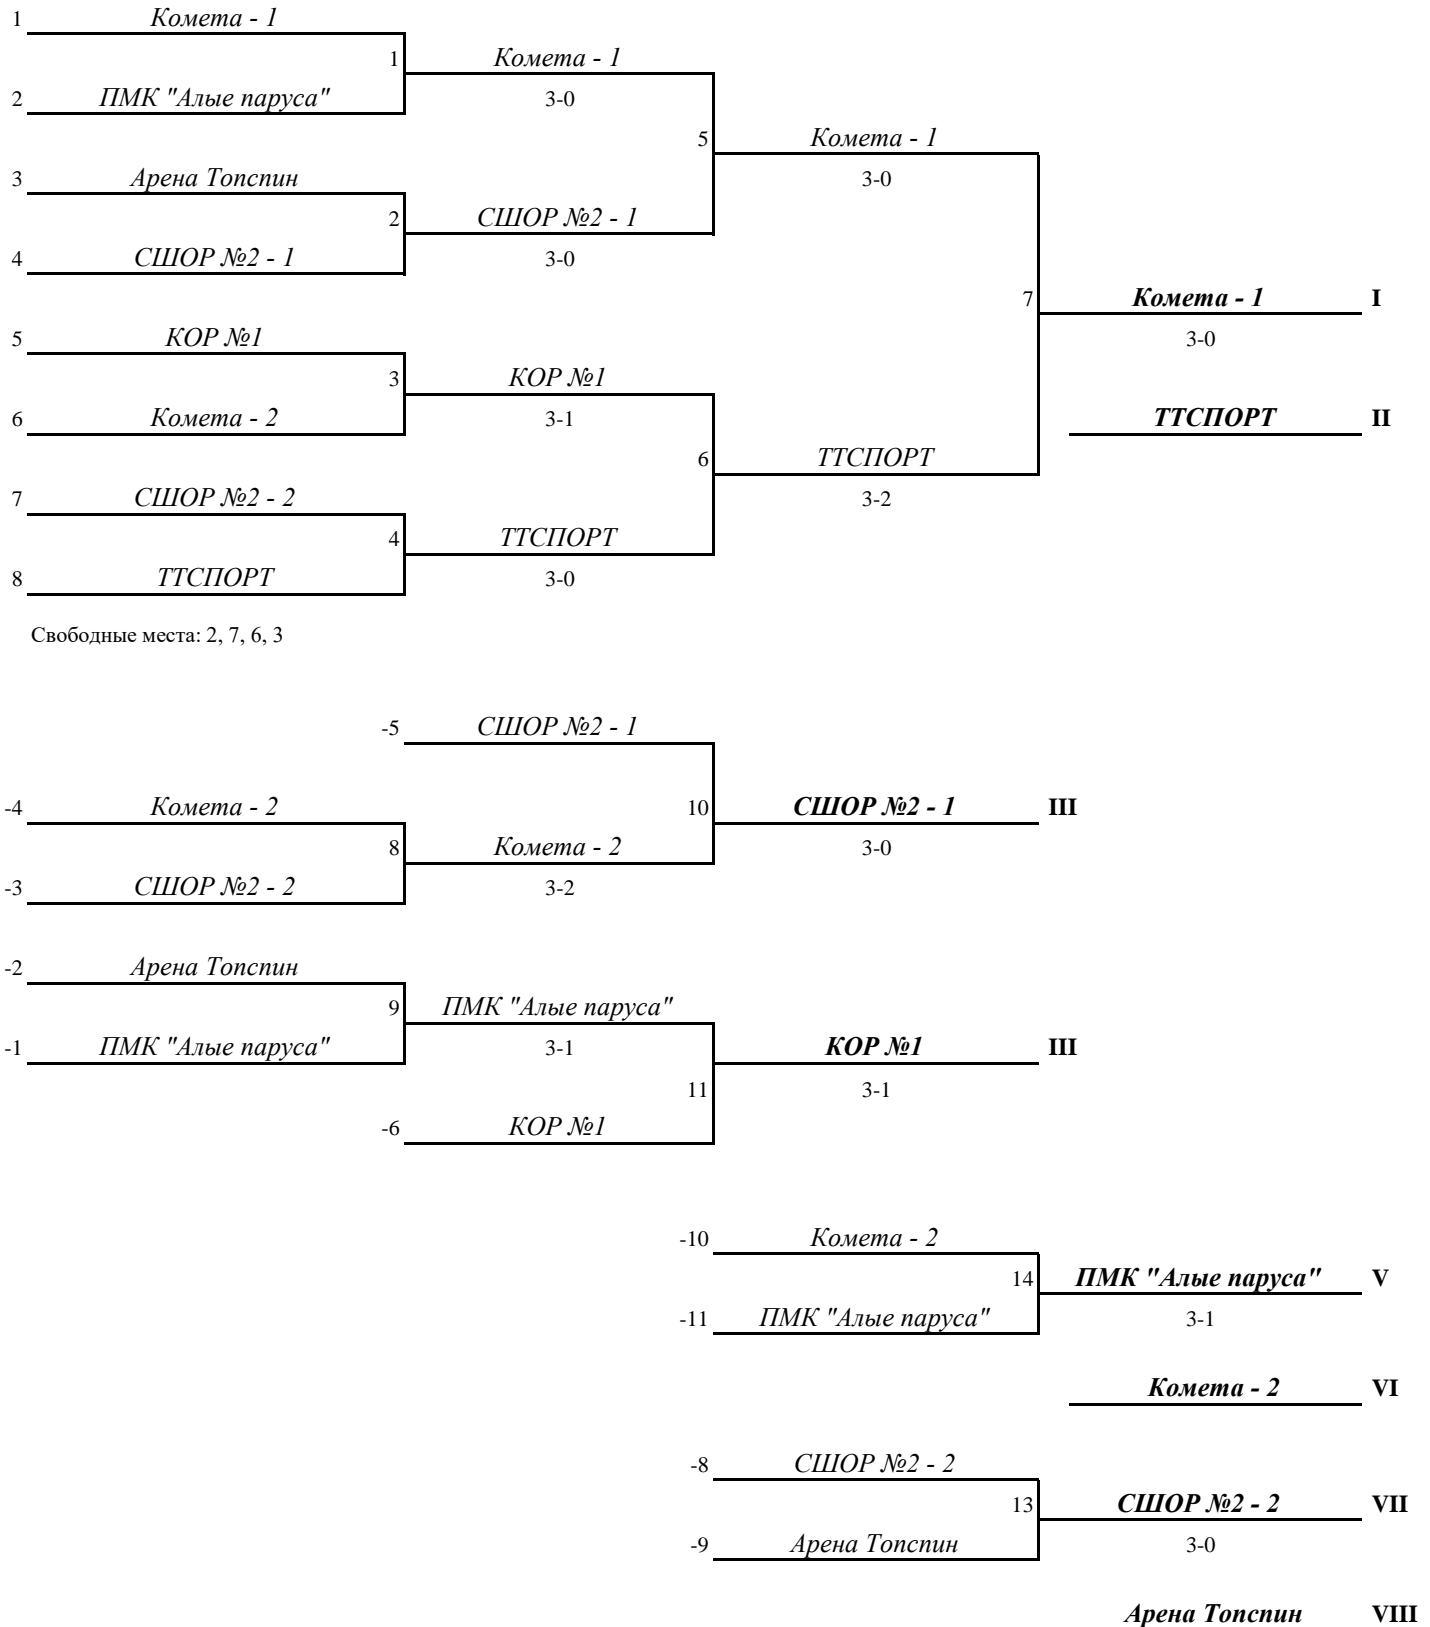 1 Комета - 1
1 Комета - 1
2 ПМК "Алые паруса" 3-0
5 Комета - 1
3 Арена Топспин 3-0
2 СШОР №2 - 1
4 СШОР №2 - 1 3-0
7 Комета - 1 I
5 КОР №1 3-0
3 КОР №1
6 Комета - 2 3-1 ТТСПОРТ II
6 ТТСПОРТ
7 СШОР №2 - 2 3-2
4 ТТСПОРТ
8 ТТСПОРТ 3-0
Свободные места: 2, 7, 6, 3
-5 СШОР №2 - 1
-4 Комета - 2 10 СШОР №2 - 1 III
8 Комета - 2 3-0
-3 СШОР №2 - 2 3-2
-2 Арена Топспин
9 ПМК "Алые паруса"
-1 ПМК "Алые паруса" 3-1 КОР №1 III
11 3-1
-6 КОР №1
-10 Комета - 2
14 ПМК "Алые паруса" V
-11 ПМК "Алые паруса" 3-1
Комета - 2 VI
-8 СШОР №2 - 2
13 СШОР №2 - 2 VII
-9 Арена Топспин 3-0
Арена Топспин VIII